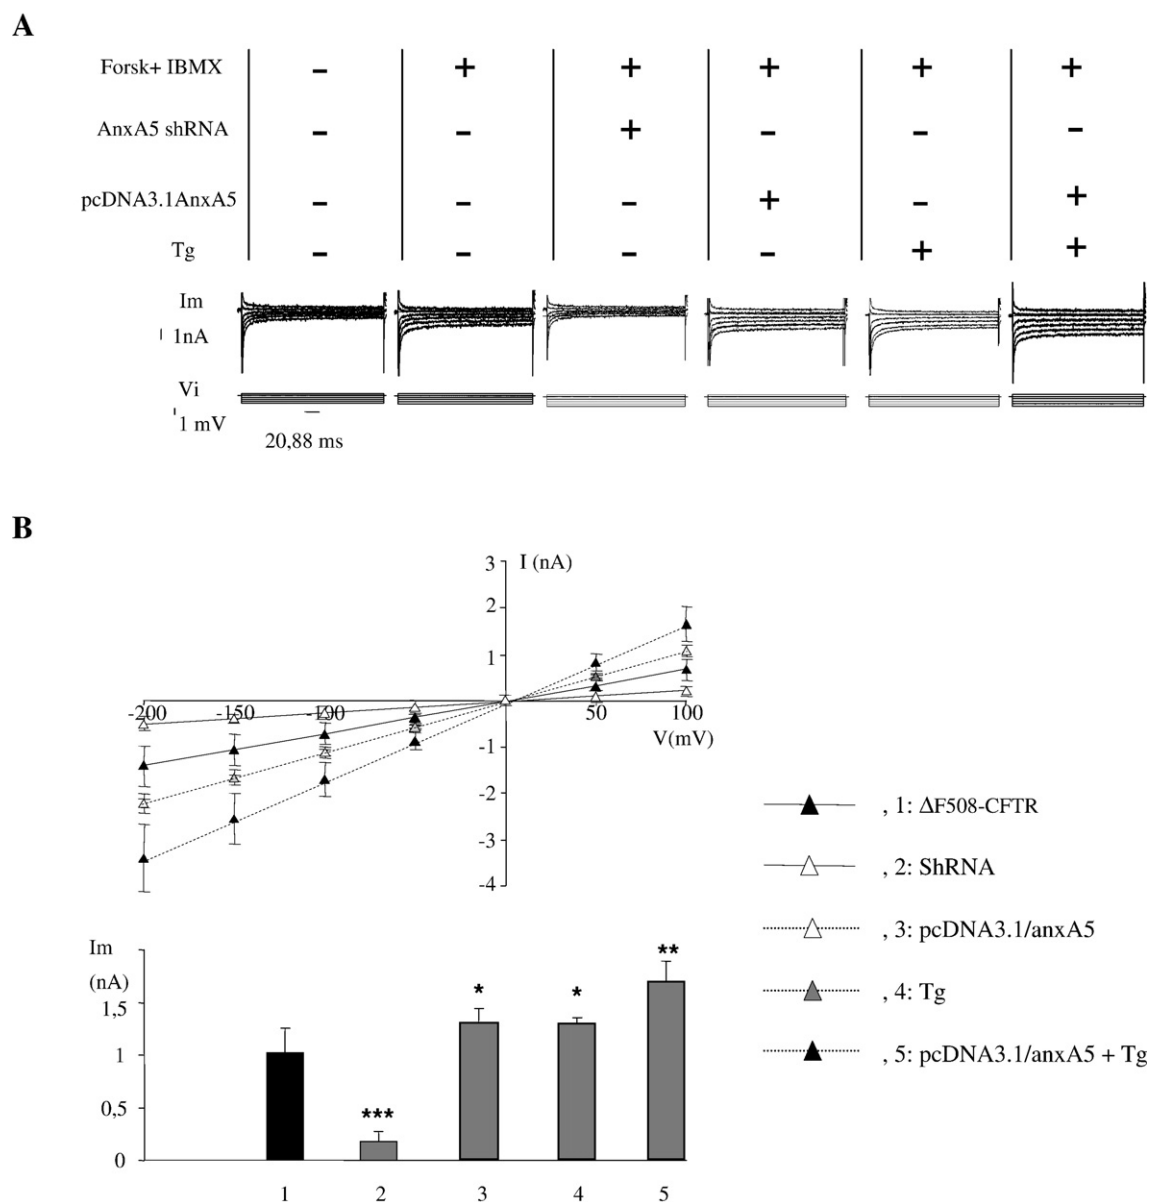 A
Forsk+ IBMX - + + + + +
AnxA5 shRNA - - + - - -
pcDNA3.1AnxA5 - - - + - +
Tg - - - - + +
Im
1nA
Vi
1 mV
20,88 ms
B
3 I (nA)
2
1
-200 -150 -100 50 100
V(mV)
-1
-2
-3
-4
, 1: ΔF508-CFTR
, 2: ShRNA
, 3: pcDNA3.1/anxA5
, 4: Tg
, 5: pcDNA3.1/anxA5 + Tg
Im
(nA)
1,5
1
0,5
0
*** * * **
1 2 3 4 5